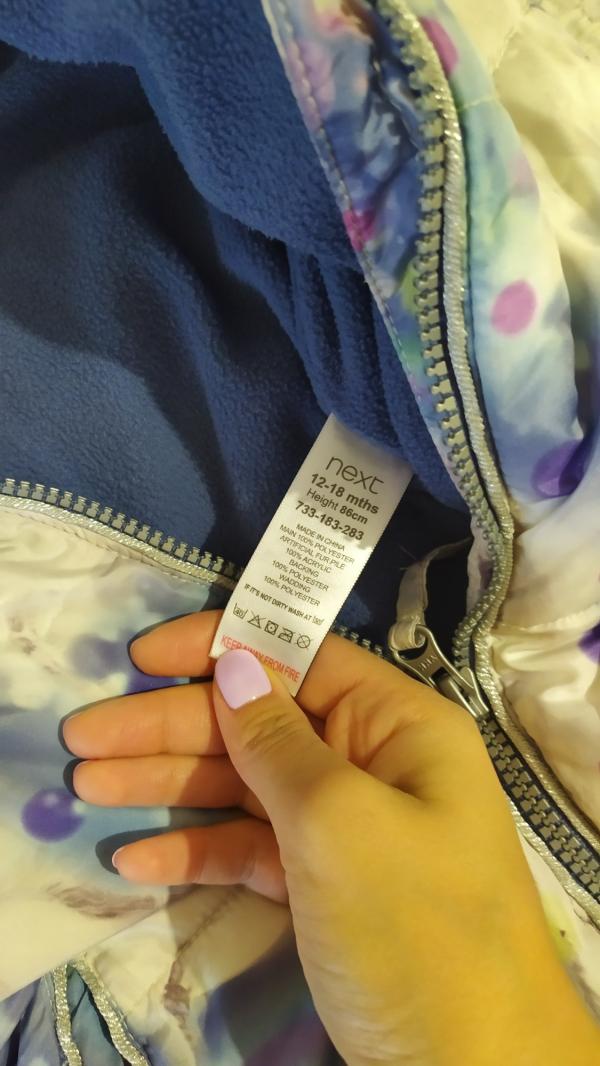 next
12-18 mths
Height 86cm
733-183-283
MADE IN CHINA
MAIN 100% POLYESTER
ARTIFICIAL FUR PILE
100% ACRYLIC
BACKING
100% POLYESTER
WADDING
100% POLYESTER
IF IT'S NOT DIRTY WASH AT 30°
KEEP AWAY FROM FIRE